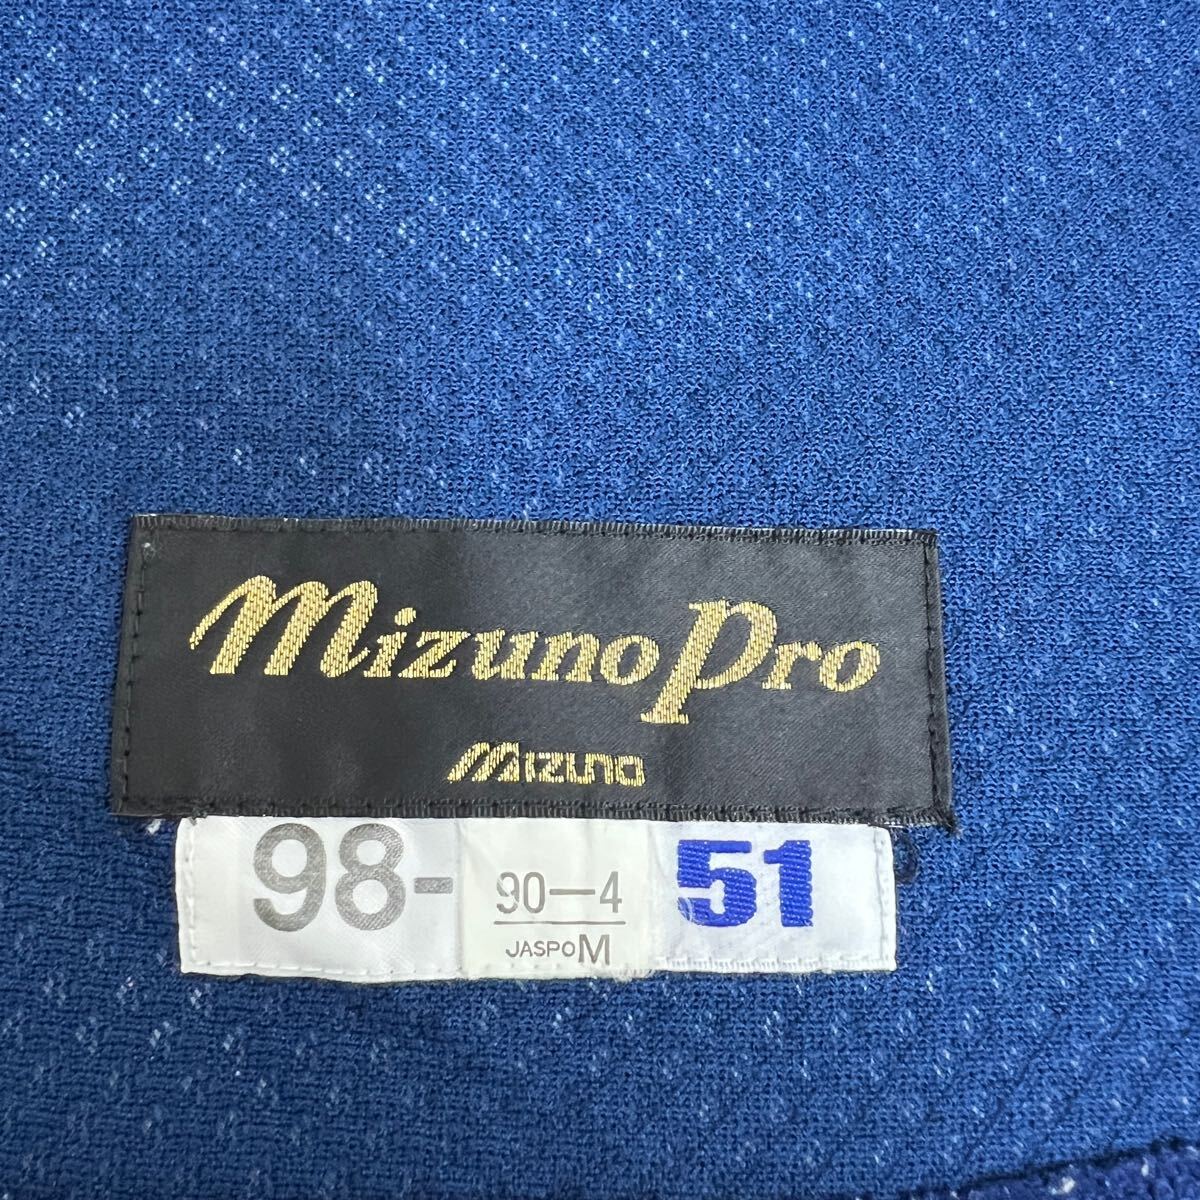 Mizuno Pro
MIZUNO
98- 90—4 51
JASPO M